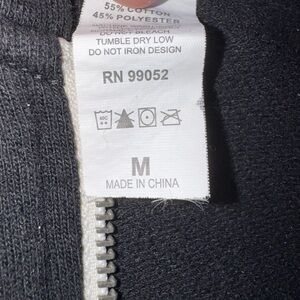 55% COTTON
45% POLYESTER
DO NOT BLEACH
TUMBLE DRY LOW
DO NOT IRON DESIGN
RN 99052
M
MADE IN CHINA